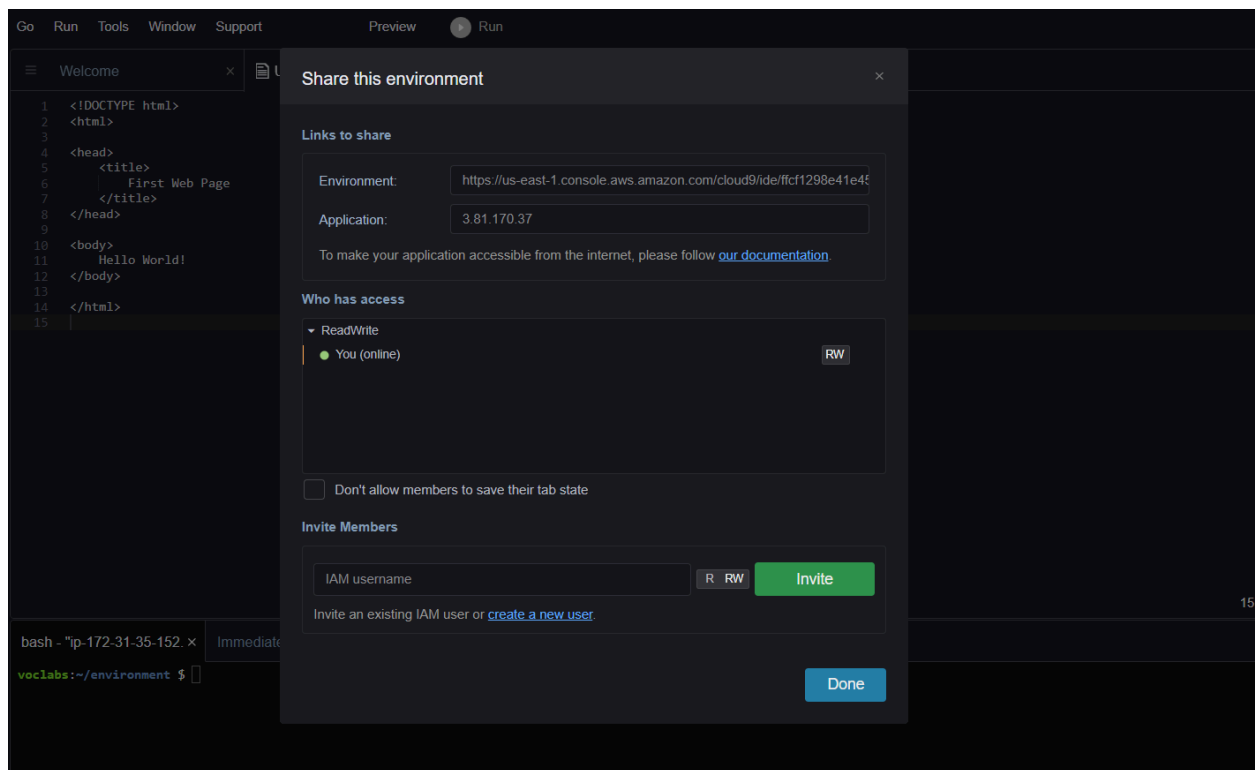 Go Run Tools Window Support Preview Run
Welcome × U
1 <!DOCTYPE html>
2 <html>
3
4 <head>
5 <title>
6 First Web Page
7 </title>
8 </head>
9
10 <body>
11 Hello World!
12 </body>
13
14 </html>
15
Share this environment ×
Links to share
Environment: https://us-east-1.console.aws.amazon.com/cloud9/ide/ffcf1298e41e45
Application: 3.81.170.37
To make your application accessible from the internet, please follow our documentation.
Who has access
ReadWrite
You (online) RW
Don't allow members to save their tab state
Invite Members
IAM username R RW Invite
Invite an existing IAM user or create a new user.
Done
15
bash - "ip-172-31-35-152. × Immediate
voclabs:~/environment $